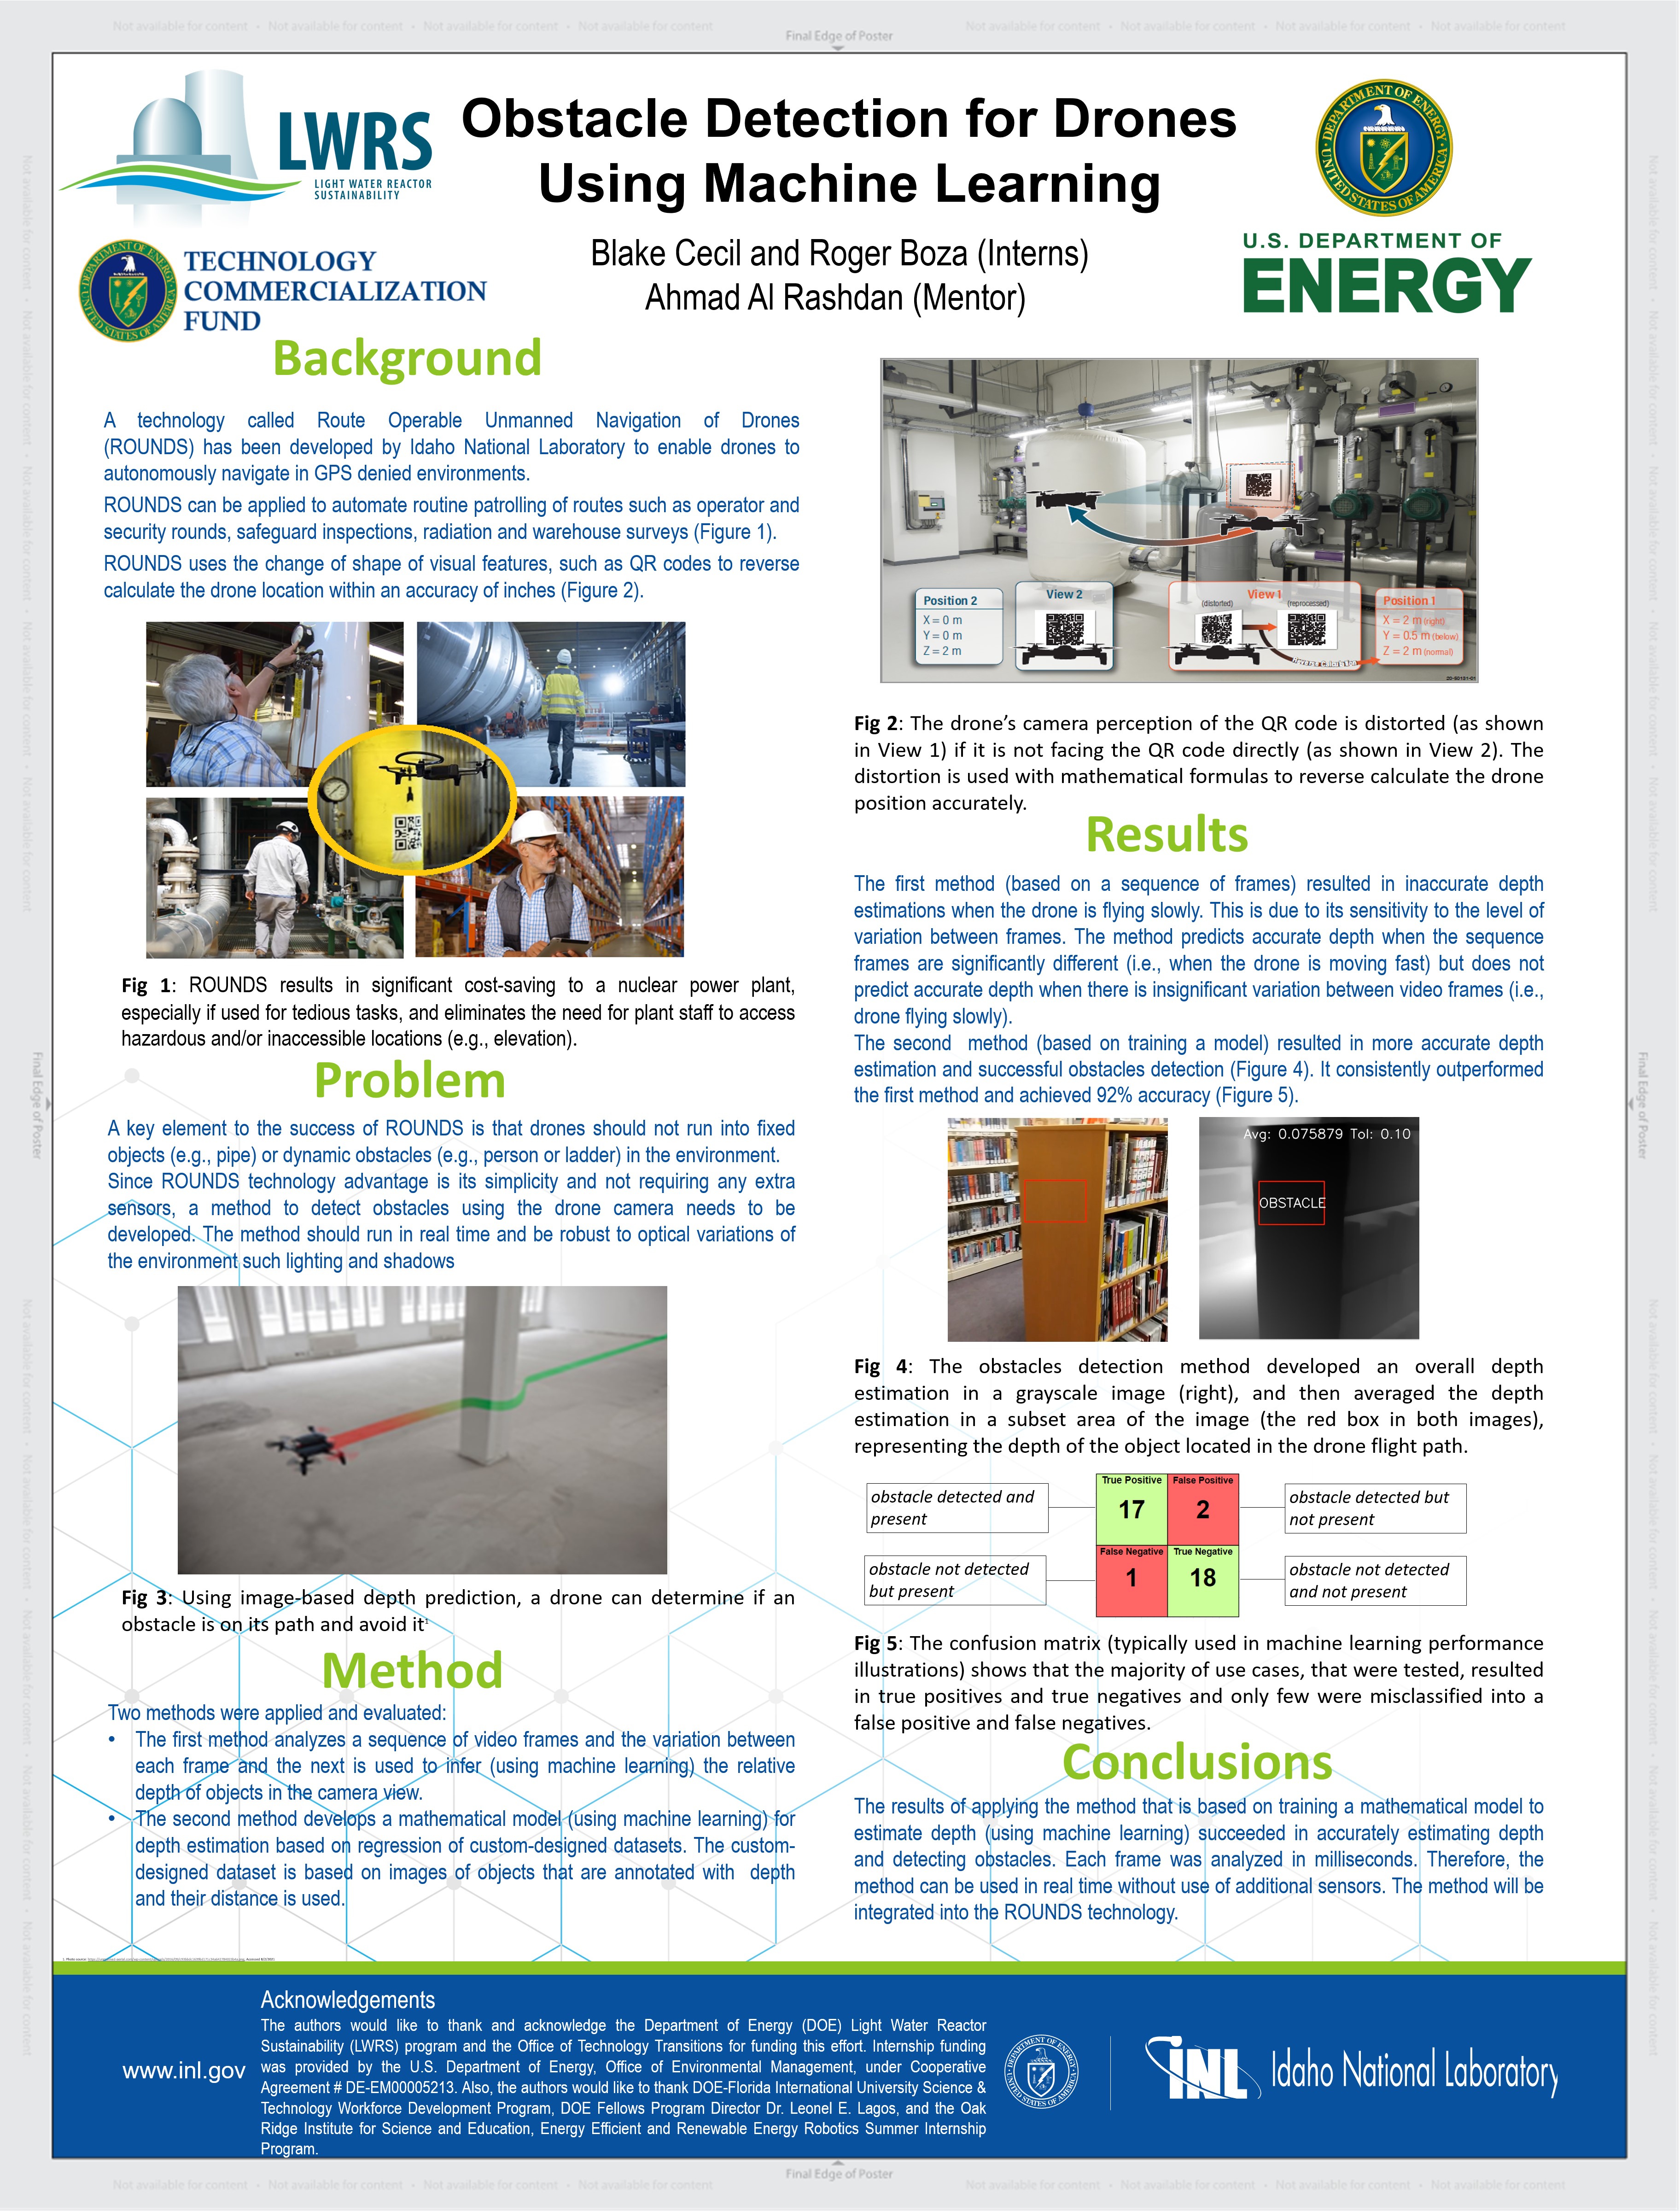 Not available for content • Not available for content • Not available for content • Not available for content
Not available for content • Not available for content • Not available for content • Not available for content
Final Edge of Poster
LWRS
LIGHT WATER REACTOR
SUSTAINABILITY
TECHNOLOGY
COMMERCIALIZATION
FUND
Obstacle Detection for Drones
Using Machine Learning
Blake Cecil and Roger Boza (Interns)
Ahmad Al Rashdan (Mentor)
DEPARTMENT OF ENERGY
UNITED STATES OF AMERICA
U.S. DEPARTMENT OF
ENERGY
Background
A technology called Route Operable Unmanned Navigation of Drones
(ROUNDS) has been developed by Idaho National Laboratory to enable drones to
autonomously navigate in GPS denied environments.
ROUNDS can be applied to automate routine patrolling of routes such as operator and
security rounds, safeguard inspections, radiation and warehouse surveys (Figure 1).
ROUNDS uses the change of shape of visual features, such as QR codes to reverse
calculate the drone location within an accuracy of inches (Figure 2).
Fig 1: ROUNDS results in significant cost-saving to a nuclear power plant,
especially if used for tedious tasks, and eliminates the need for plant staff to access
hazardous and/or inaccessible locations (e.g., elevation).
Problem
A key element to the success of ROUNDS is that drones should not run into fixed
objects (e.g., pipe) or dynamic obstacles (e.g., person or ladder) in the environment.
Since ROUNDS technology advantage is its simplicity and not requiring any extra
sensors, a method to detect obstacles using the drone camera needs to be
developed. The method should run in real time and be robust to optical variations of
the environment such lighting and shadows
Fig 3: Using image-based depth prediction, a drone can determine if an
obstacle is on its path and avoid it¹
Method
Two methods were applied and evaluated:
• The first method analyzes a sequence of video frames and the variation between
each frame and the next is used to infer (using machine learning) the relative
depth of objects in the camera view.
• The second method develops a mathematical model (using machine learning) for
depth estimation based on regression of custom-designed datasets. The custom-
designed dataset is based on images of objects that are annotated with depth
and their distance is used.
Position 2
X = 0 m
Y = 0 m
Z = 2 m
View 2
View 1
(distorted)
(reprocessed)
Reverse Calculation
Position 1
X = 2 m (right)
Y = 0.5 m (below)
Z = 2 m (normal)
Fig 2: The drone’s camera perception of the QR code is distorted (as shown
in View 1) if it is not facing the QR code directly (as shown in View 2). The
distortion is used with mathematical formulas to reverse calculate the drone
position accurately.
Results
The first method (based on a sequence of frames) resulted in inaccurate depth
estimations when the drone is flying slowly. This is due to its sensitivity to the level of
variation between frames. The method predicts accurate depth when the sequence
frames are significantly different (i.e., when the drone is moving fast) but does not
predict accurate depth when there is insignificant variation between video frames (i.e.,
drone flying slowly).
The second method (based on training a model) resulted in more accurate depth
estimation and successful obstacles detection (Figure 4). It consistently outperformed
the first method and achieved 92% accuracy (Figure 5).
Avg: 0.075879 Tol: 0.10
OBSTACLE
Fig 4: The obstacles detection method developed an overall depth
estimation in a grayscale image (right), and then averaged the depth
estimation in a subset area of the image (the red box in both images),
representing the depth of the object located in the drone flight path.
obstacle detected and
present
True Positive
17
False Positive
2
obstacle detected but
not present
obstacle not detected
but present
False Negative
1
True Negative
18
obstacle not detected
and not present
Fig 5: The confusion matrix (typically used in machine learning performance
illustrations) shows that the majority of use cases, that were tested, resulted
in true positives and true negatives and only few were misclassified into a
false positive and false negatives.
Conclusions
The results of applying the method that is based on training a mathematical model to
estimate depth (using machine learning) succeeded in accurately estimating depth
and detecting obstacles. Each frame was analyzed in milliseconds. Therefore, the
method can be used in real time without use of additional sensors. The method will be
integrated into the ROUNDS technology.
www.inl.gov
Acknowledgements
The authors would like to thank and acknowledge the Department of Energy (DOE) Light Water Reactor
Sustainability (LWRS) program and the Office of Technology Transitions for funding this effort. Internship funding
was provided by the U.S. Department of Energy, Office of Environmental Management, under Cooperative
Agreement # DE-EM00005213. Also, the authors would like to thank DOE-Florida International University Science &
Technology Workforce Development Program, DOE Fellows Program Director Dr. Leonel E. Lagos, and the Oak
Ridge Institute for Science and Education, Energy Efficient and Renewable Energy Robotics Summer Internship
Program.
INL
Idaho National Laboratory
Final Edge of Poster
Final Edge of Poster
Final Edge of Poster
Not available for content • Not available for content • Not available for content • Not available for content
Not available for content • Not available for content • Not available for content • Not available for content